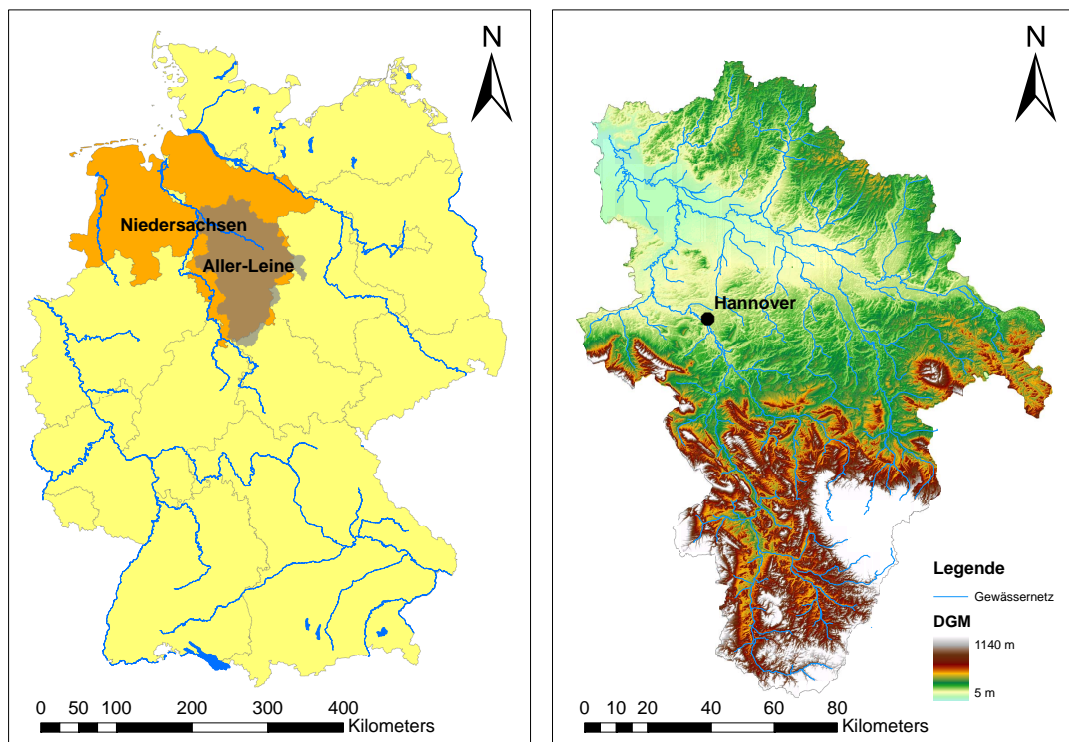 N
Niedersachsen
Aller-Leine
0 50 100 200 300 400
Kilometers
N
Hannover
Legende
Gewässernetz
DGM
1140 m
5 m
0 10 20 40 60 80
Kilometers